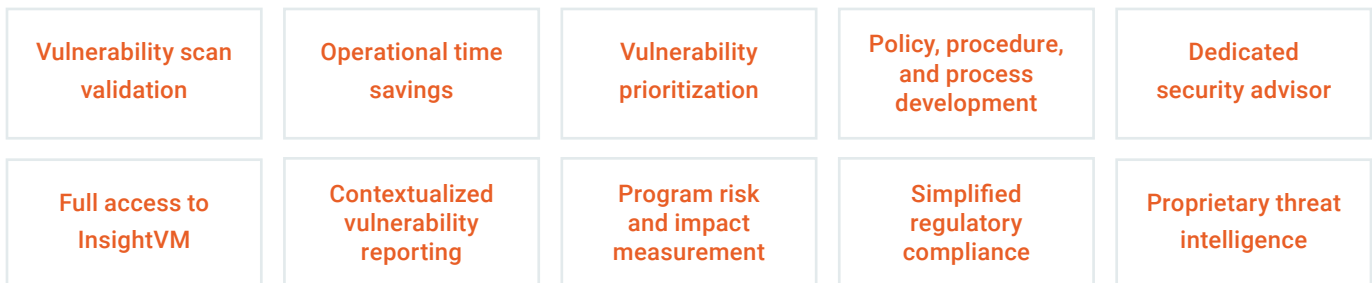 Vulnerability scan
validation
Operational time
savings
Vulnerability
prioritization
Policy, procedure,
and process
development
Dedicated
security advisor
Full access to
InsightVM
Contextualized
vulnerability
reporting
Program risk
and impact
measurement
Simplified
regulatory
compliance
Proprietary threat
intelligence